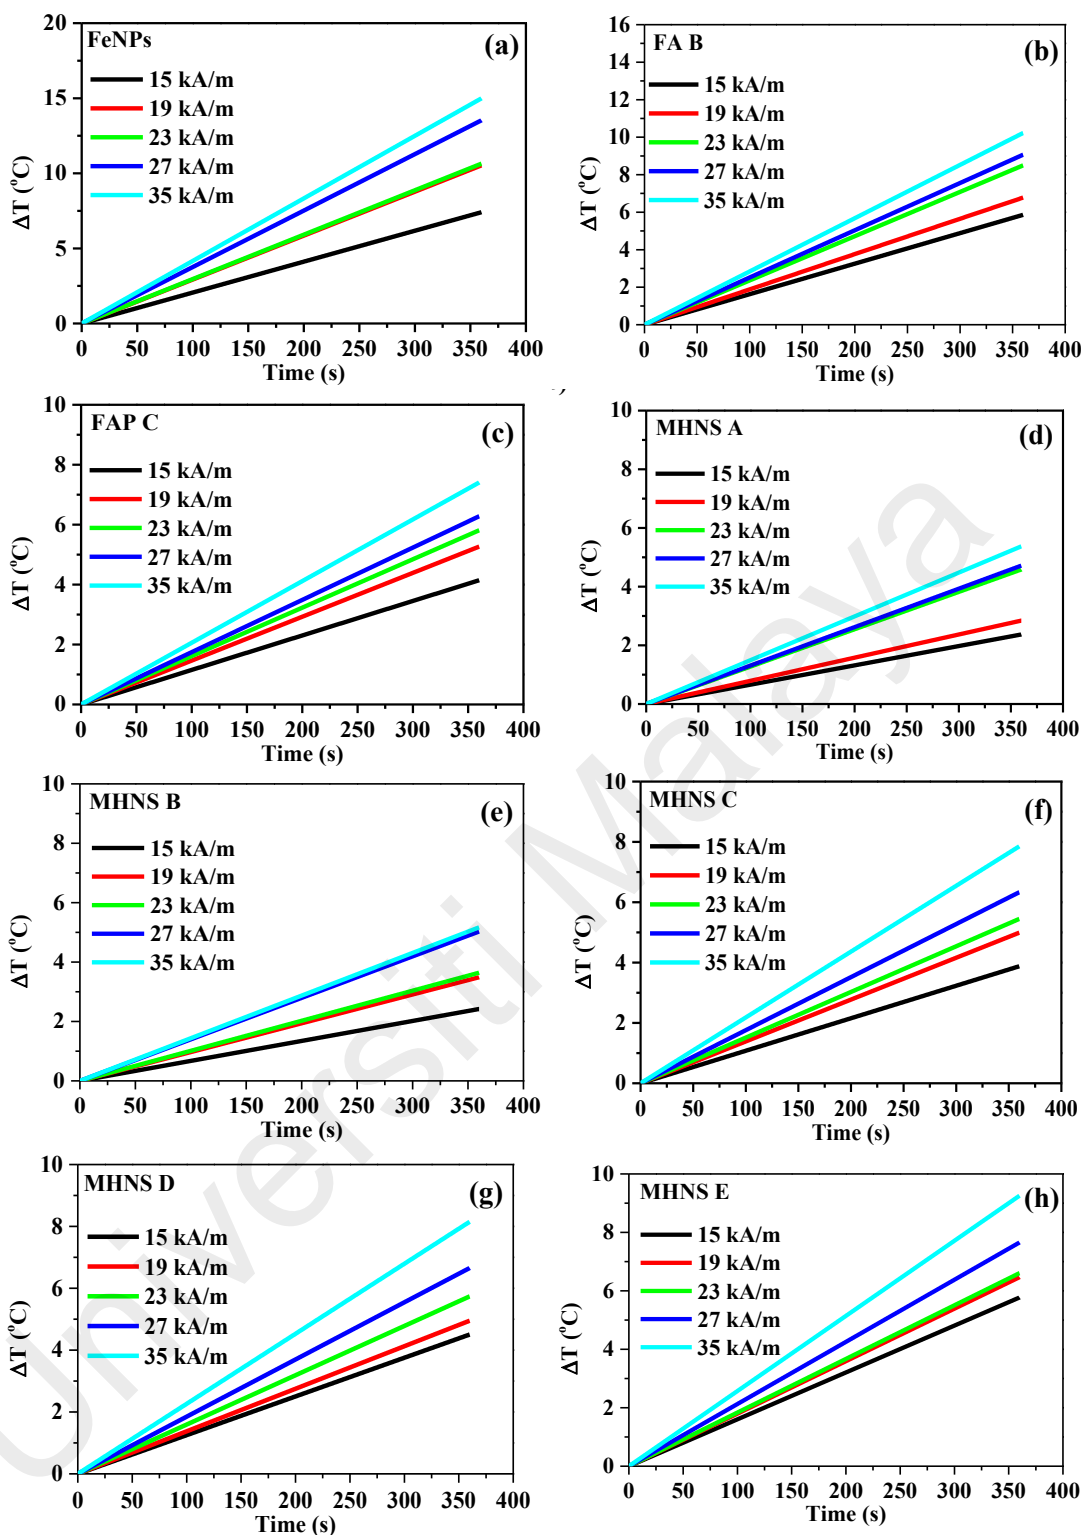 FeNPs
(a)
15 kA/m
19 kA/m
23 kA/m
27 kA/m
35 kA/m
20
15
10
5
0
ΔT (°C)
0 50 100 150 200 250 300 350 400
Time (s)
FA B
(b)
15 kA/m
19 kA/m
23 kA/m
27 kA/m
35 kA/m
16
14
12
10
8
6
4
2
0
ΔT (°C)
0 50 100 150 200 250 300 350 400
Time (s)
FAP C
(c)
15 kA/m
19 kA/m
23 kA/m
27 kA/m
35 kA/m
10
8
6
4
2
0
ΔT (°C)
0 50 100 150 200 250 300 350 400
Time (s)
MHNS A
(d)
15 kA/m
19 kA/m
23 kA/m
27 kA/m
35 kA/m
10
8
6
4
2
0
ΔT (°C)
0 50 100 150 200 250 300 350 400
Time (s)
MHNS B
(e)
15 kA/m
19 kA/m
23 kA/m
27 kA/m
35 kA/m
10
8
6
4
2
0
ΔT (°C)
0 50 100 150 200 250 300 350 400
Time (s)
MHNS C
(f)
15 kA/m
19 kA/m
23 kA/m
27 kA/m
35 kA/m
10
8
6
4
2
0
ΔT (°C)
0 50 100 150 200 250 300 350 400
Time (s)
MHNS D
(g)
15 kA/m
19 kA/m
23 kA/m
27 kA/m
35 kA/m
10
8
6
4
2
0
ΔT (°C)
0 50 100 150 200 250 300 350 400
Time (s)
MHNS E
(h)
15 kA/m
19 kA/m
23 kA/m
27 kA/m
35 kA/m
10
8
6
4
2
0
ΔT (°C)
0 50 100 150 200 250 300 350 400
Time (s)
Universiti Malaya